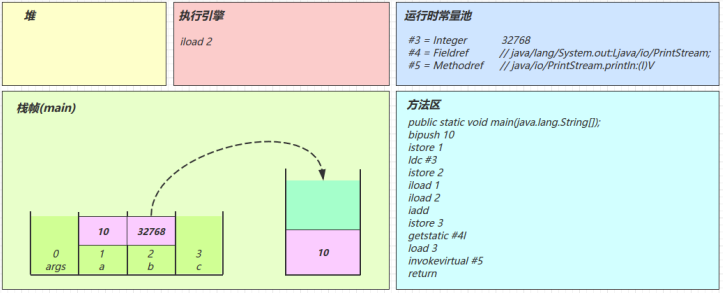 堆
执行引擎
iload 2
运行时常量池
#3 = Integer 32768
#4 = Fieldref // java/lang/System.out:Ljava/io/PrintStream;
#5 = Methodref // java/io/PrintStream.println:(I)V
栈帧(main)
10 32768
0 1 2 3
args a b c
10
方法区
public static void main(java.lang.String[]);
bipush 10
istore 1
ldc #3
istore 2
iload 1
iload 2
iadd
istore 3
getstatic #4I
load 3
invokevirtual #5
return